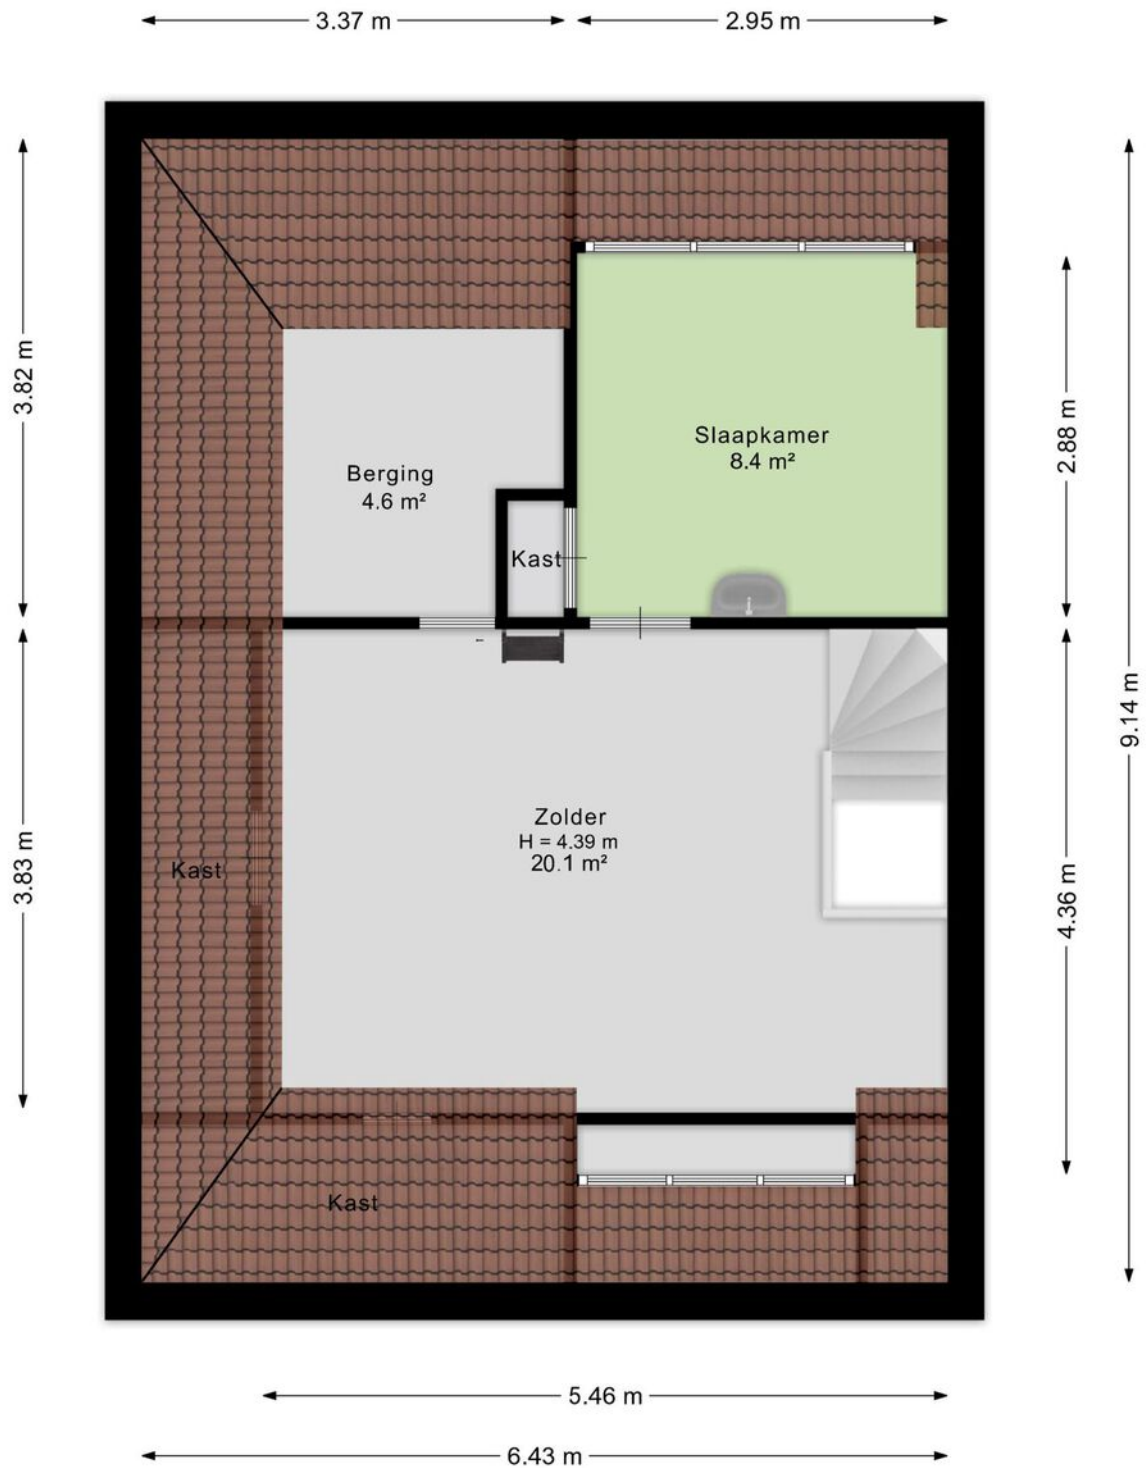 3.37 m
2.95 m
3.82 m
2.88 m
Slaapkamer
8.4 m²
Berging
4.6 m²
Kast
9.14 m
Zolder
H = 4.39 m
20.1 m²
3.83 m
Kast
4.36 m
Kast
5.46 m
6.43 m